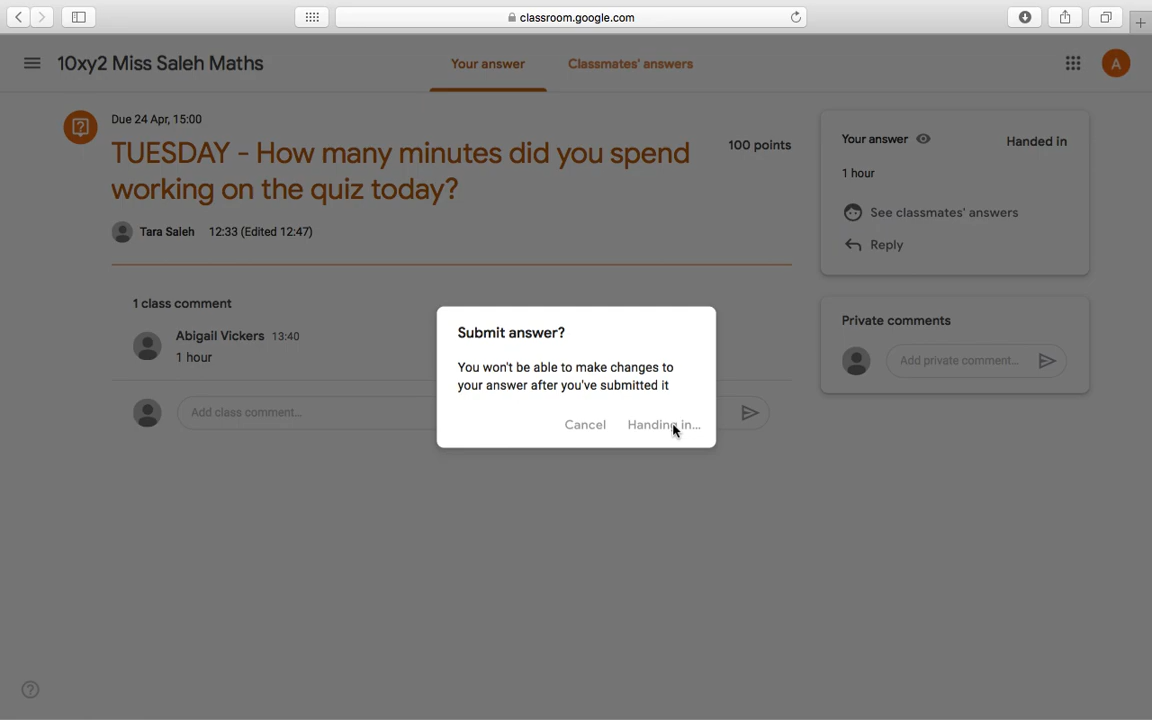 classroom.google.com
10xy2 Miss Saleh Maths
Your answer
Classmates' answers
A
Due 24 Apr, 15:00
TUESDAY - How many minutes did you spend
working on the quiz today?
100 points
Tara Saleh 12:33 (Edited 12:47)
1 class comment
Abigail Vickers 13:40
1 hour
Add class comment...
Your answer
Handed in
1 hour
See classmates' answers
Reply
Private comments
Add private comment...
Submit answer?
You won't be able to make changes to
your answer after you've submitted it
Cancel
Handing in...